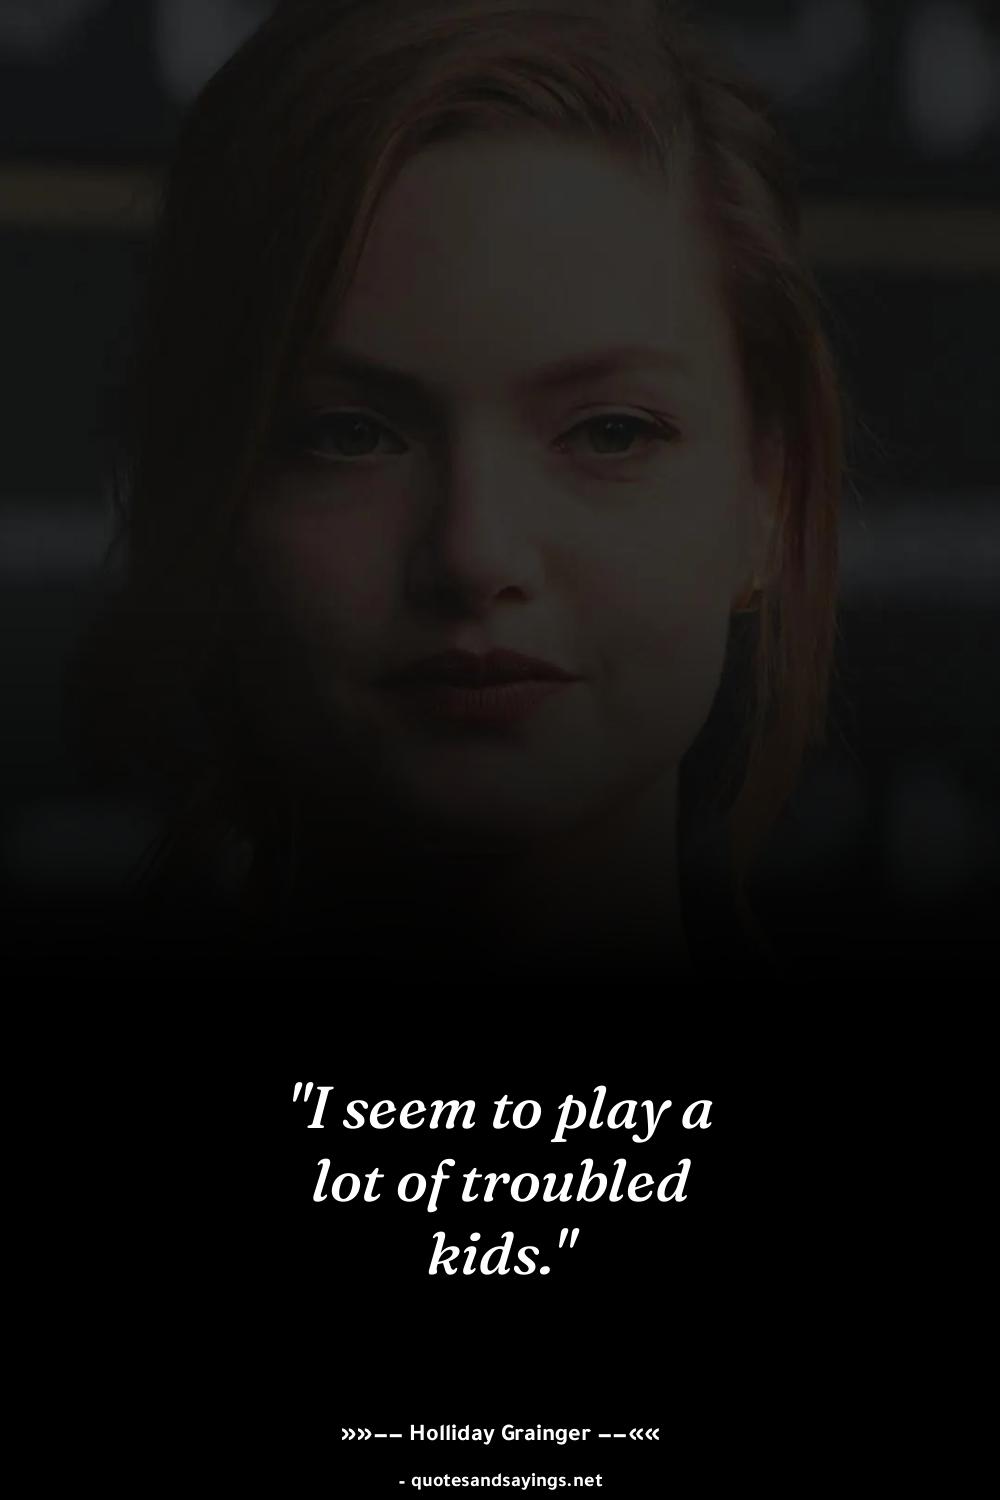 "I seem to play a
lot of troubled
kids."
»»–– Holliday Grainger ––««
- quotesandsayings.net